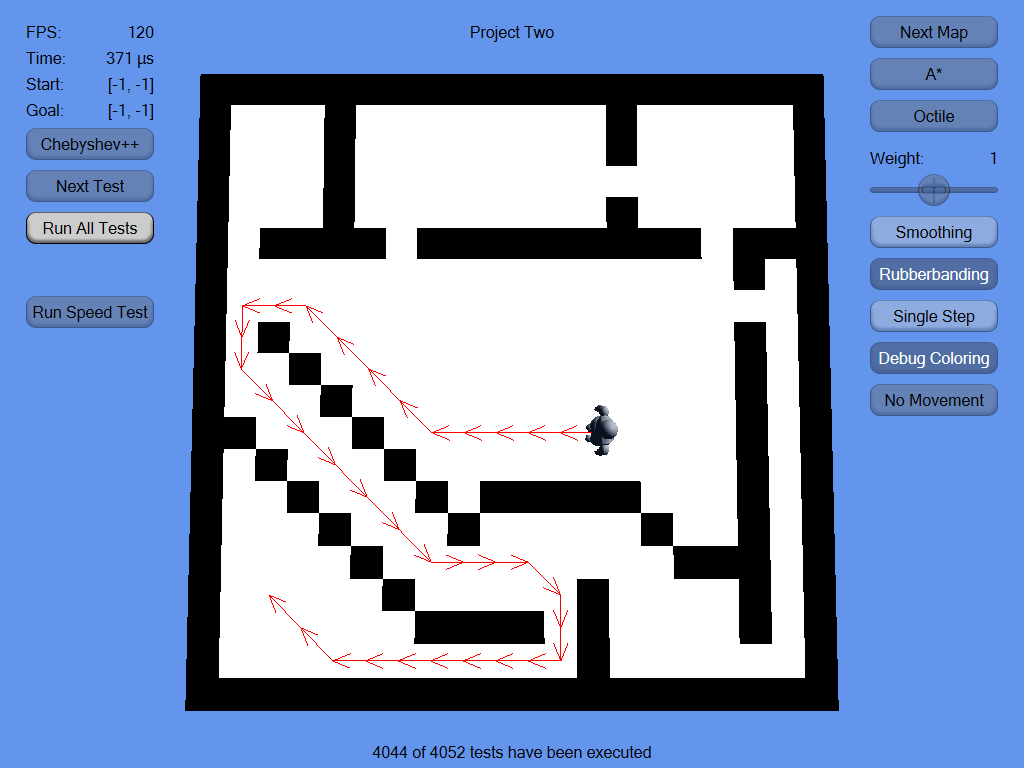 FPS: 120
Time: 371 µs
Start: [-1, -1]
Goal: [-1, -1]
Chebyshev++
Next Test
Run All Tests
Run Speed Test
Project Two
Next Map
A*
Octile
Weight: 1
Smoothing
Rubberbanding
Single Step
Debug Coloring
No Movement
4044 of 4052 tests have been executed